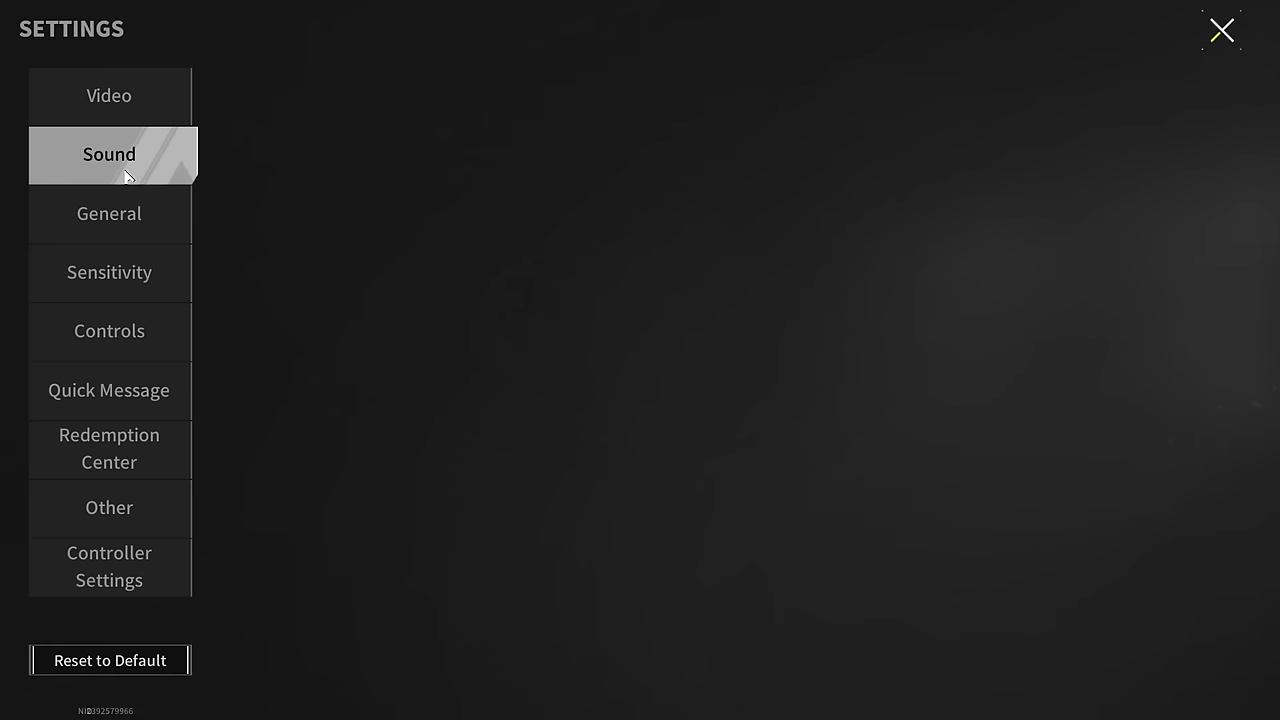 SETTINGS
Video
Sound
General
Sensitivity
Controls
Quick Message
Redemption
Center
Other
Controller
Settings
Reset to Default